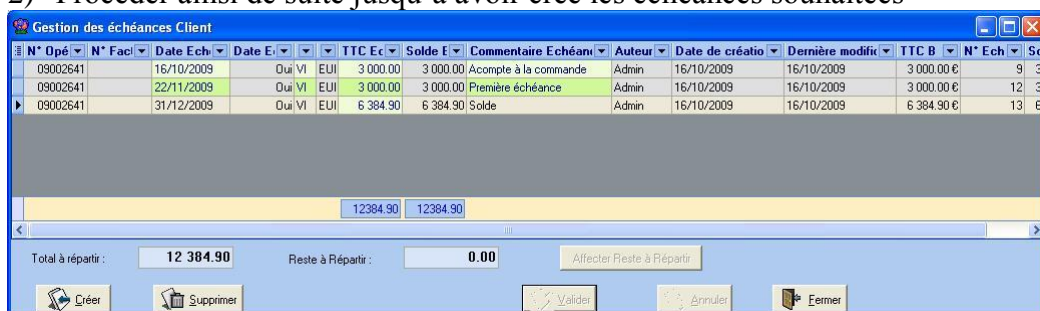 2) Procéder ainsi de suite jusqu'à avoir créé les échéances souhaitées
Gestion des échéances Client
N° Opé N° Fact Date Eche Date E TTC Ec Solde E Commentaire Echéanc Auteur Date de créatio Dernière modific TTC B N° Ech Sc
09002641 16/10/2009 Oui VI EUI 3 000.00 3 000.00 Acompte à la commande Admin 16/10/2009 16/10/2009 3 000.00 € 9 3
09002641 22/11/2009 Oui VI EUI 3 000.00 3 000.00 Première échéance Admin 16/10/2009 16/10/2009 3 000.00 € 12 3
09002641 31/12/2009 Oui VI EUI 6 384.90 6 384.90 Solde Admin 16/10/2009 16/10/2009 6 384.90 € 13 6
12384.90 12384.90
Total à répartir : 12 384.90 Reste à Répartir : 0.00 Affecter Reste à Répartir
Créer Supprimer Valider Annuler Fermer